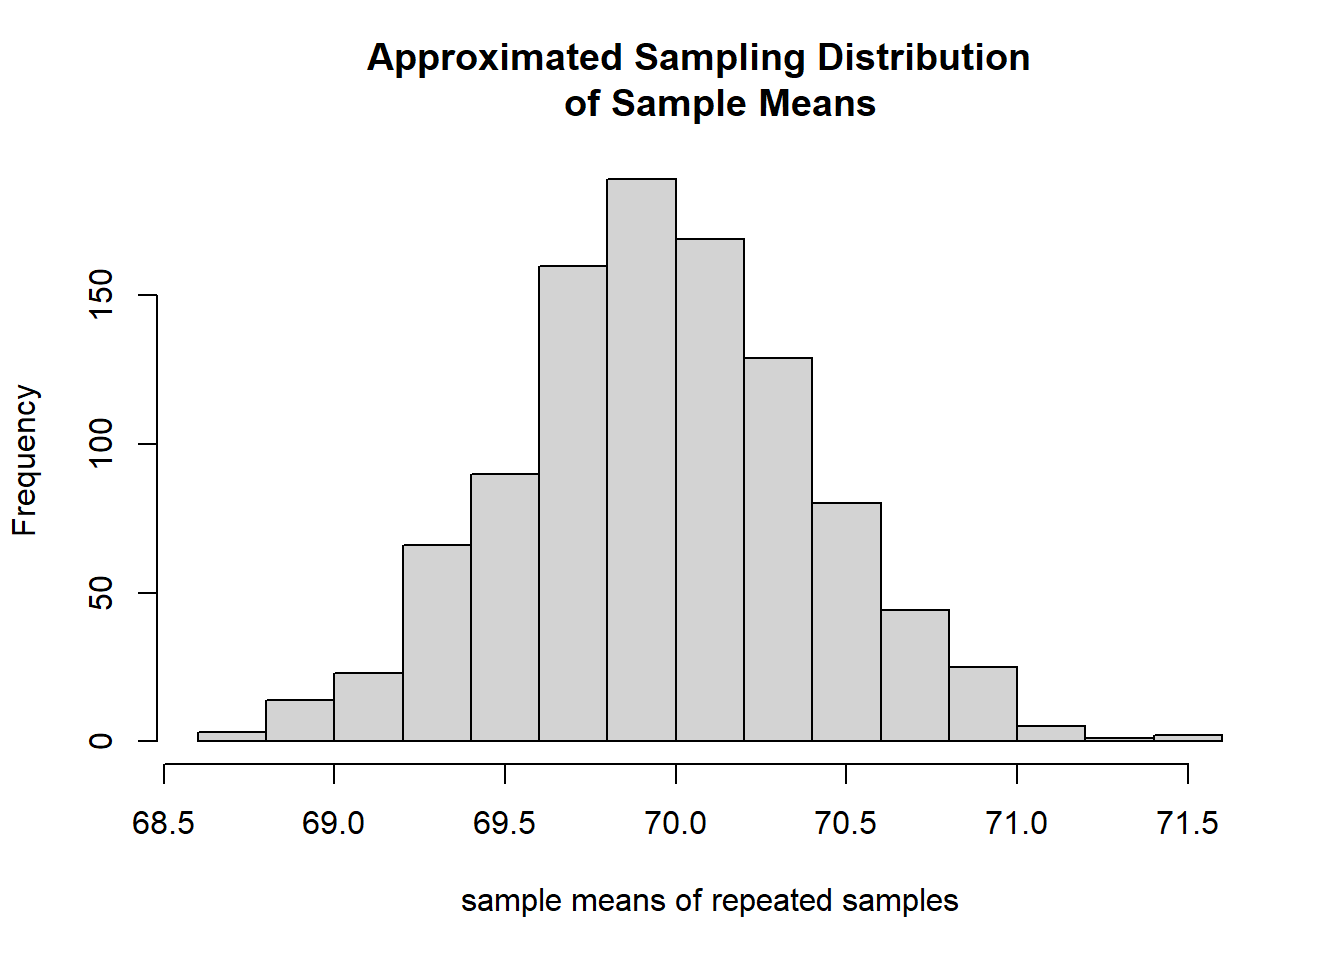 Approximated Sampling Distribution
of Sample Means
Frequency
150
100
50
0
68.5 69.0 69.5 70.0 70.5 71.0 71.5
sample means of repeated samples